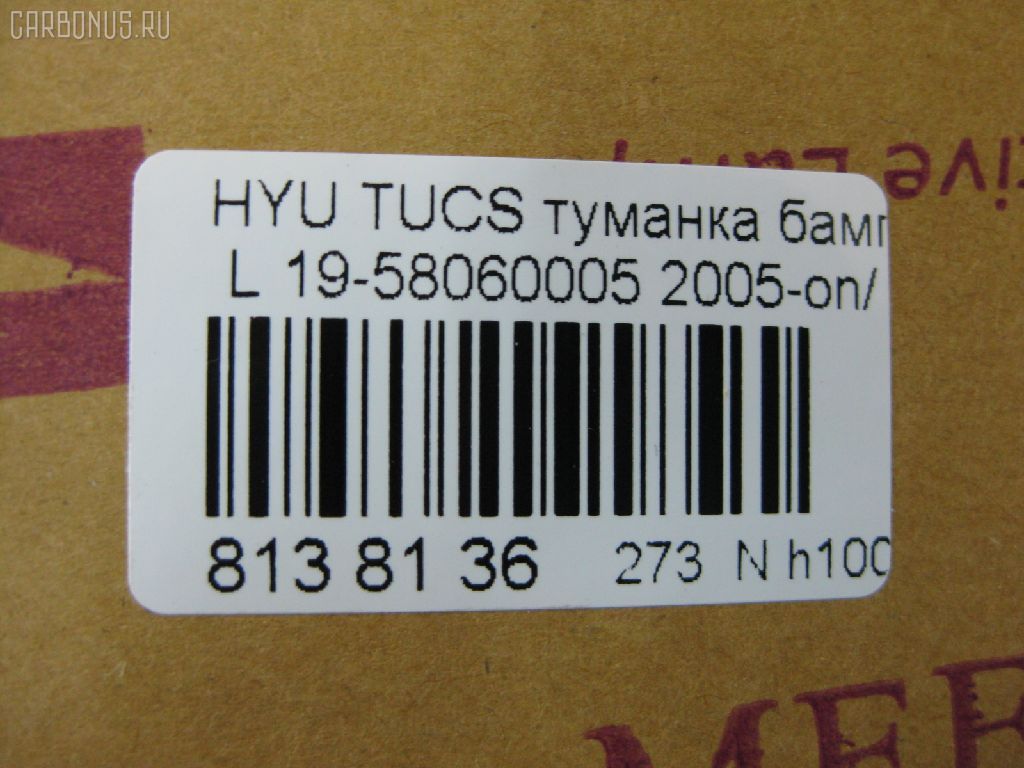 CARBONUS.RU
HYU TUCS туманка бамп
L 19-58060005 2005-on/
813 81 36 273 N h100